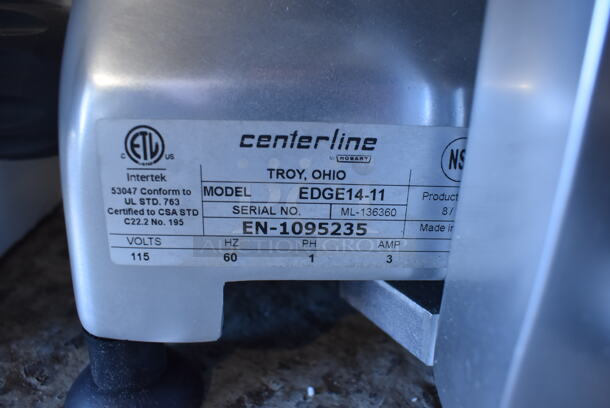 centerline
BY HOBART
C ETL US
Intertek
53047 Conform to
UL STD. 763
Certified to CSA STD
C22.2 No. 195
TROY, OHIO
MODEL EDGE14-11
SERIAL NO. ML-136360
EN-1095235
VOLTS HZ PH AMP
115 60 1 3
NS
Product
8 /
Made in
AUCTION GROUP